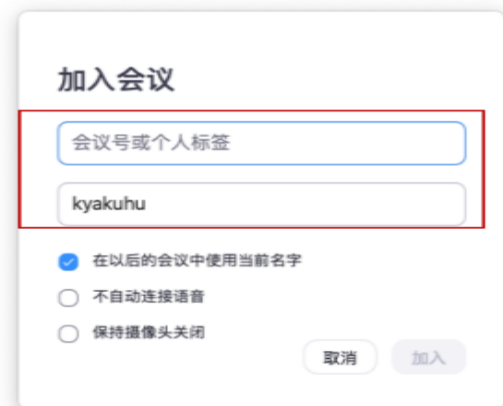 加入会议
会议号或个人标签
kyakuhu
在以后的会议中使用当前名字
不自动连接语音
保持摄像头关闭
取消 加入